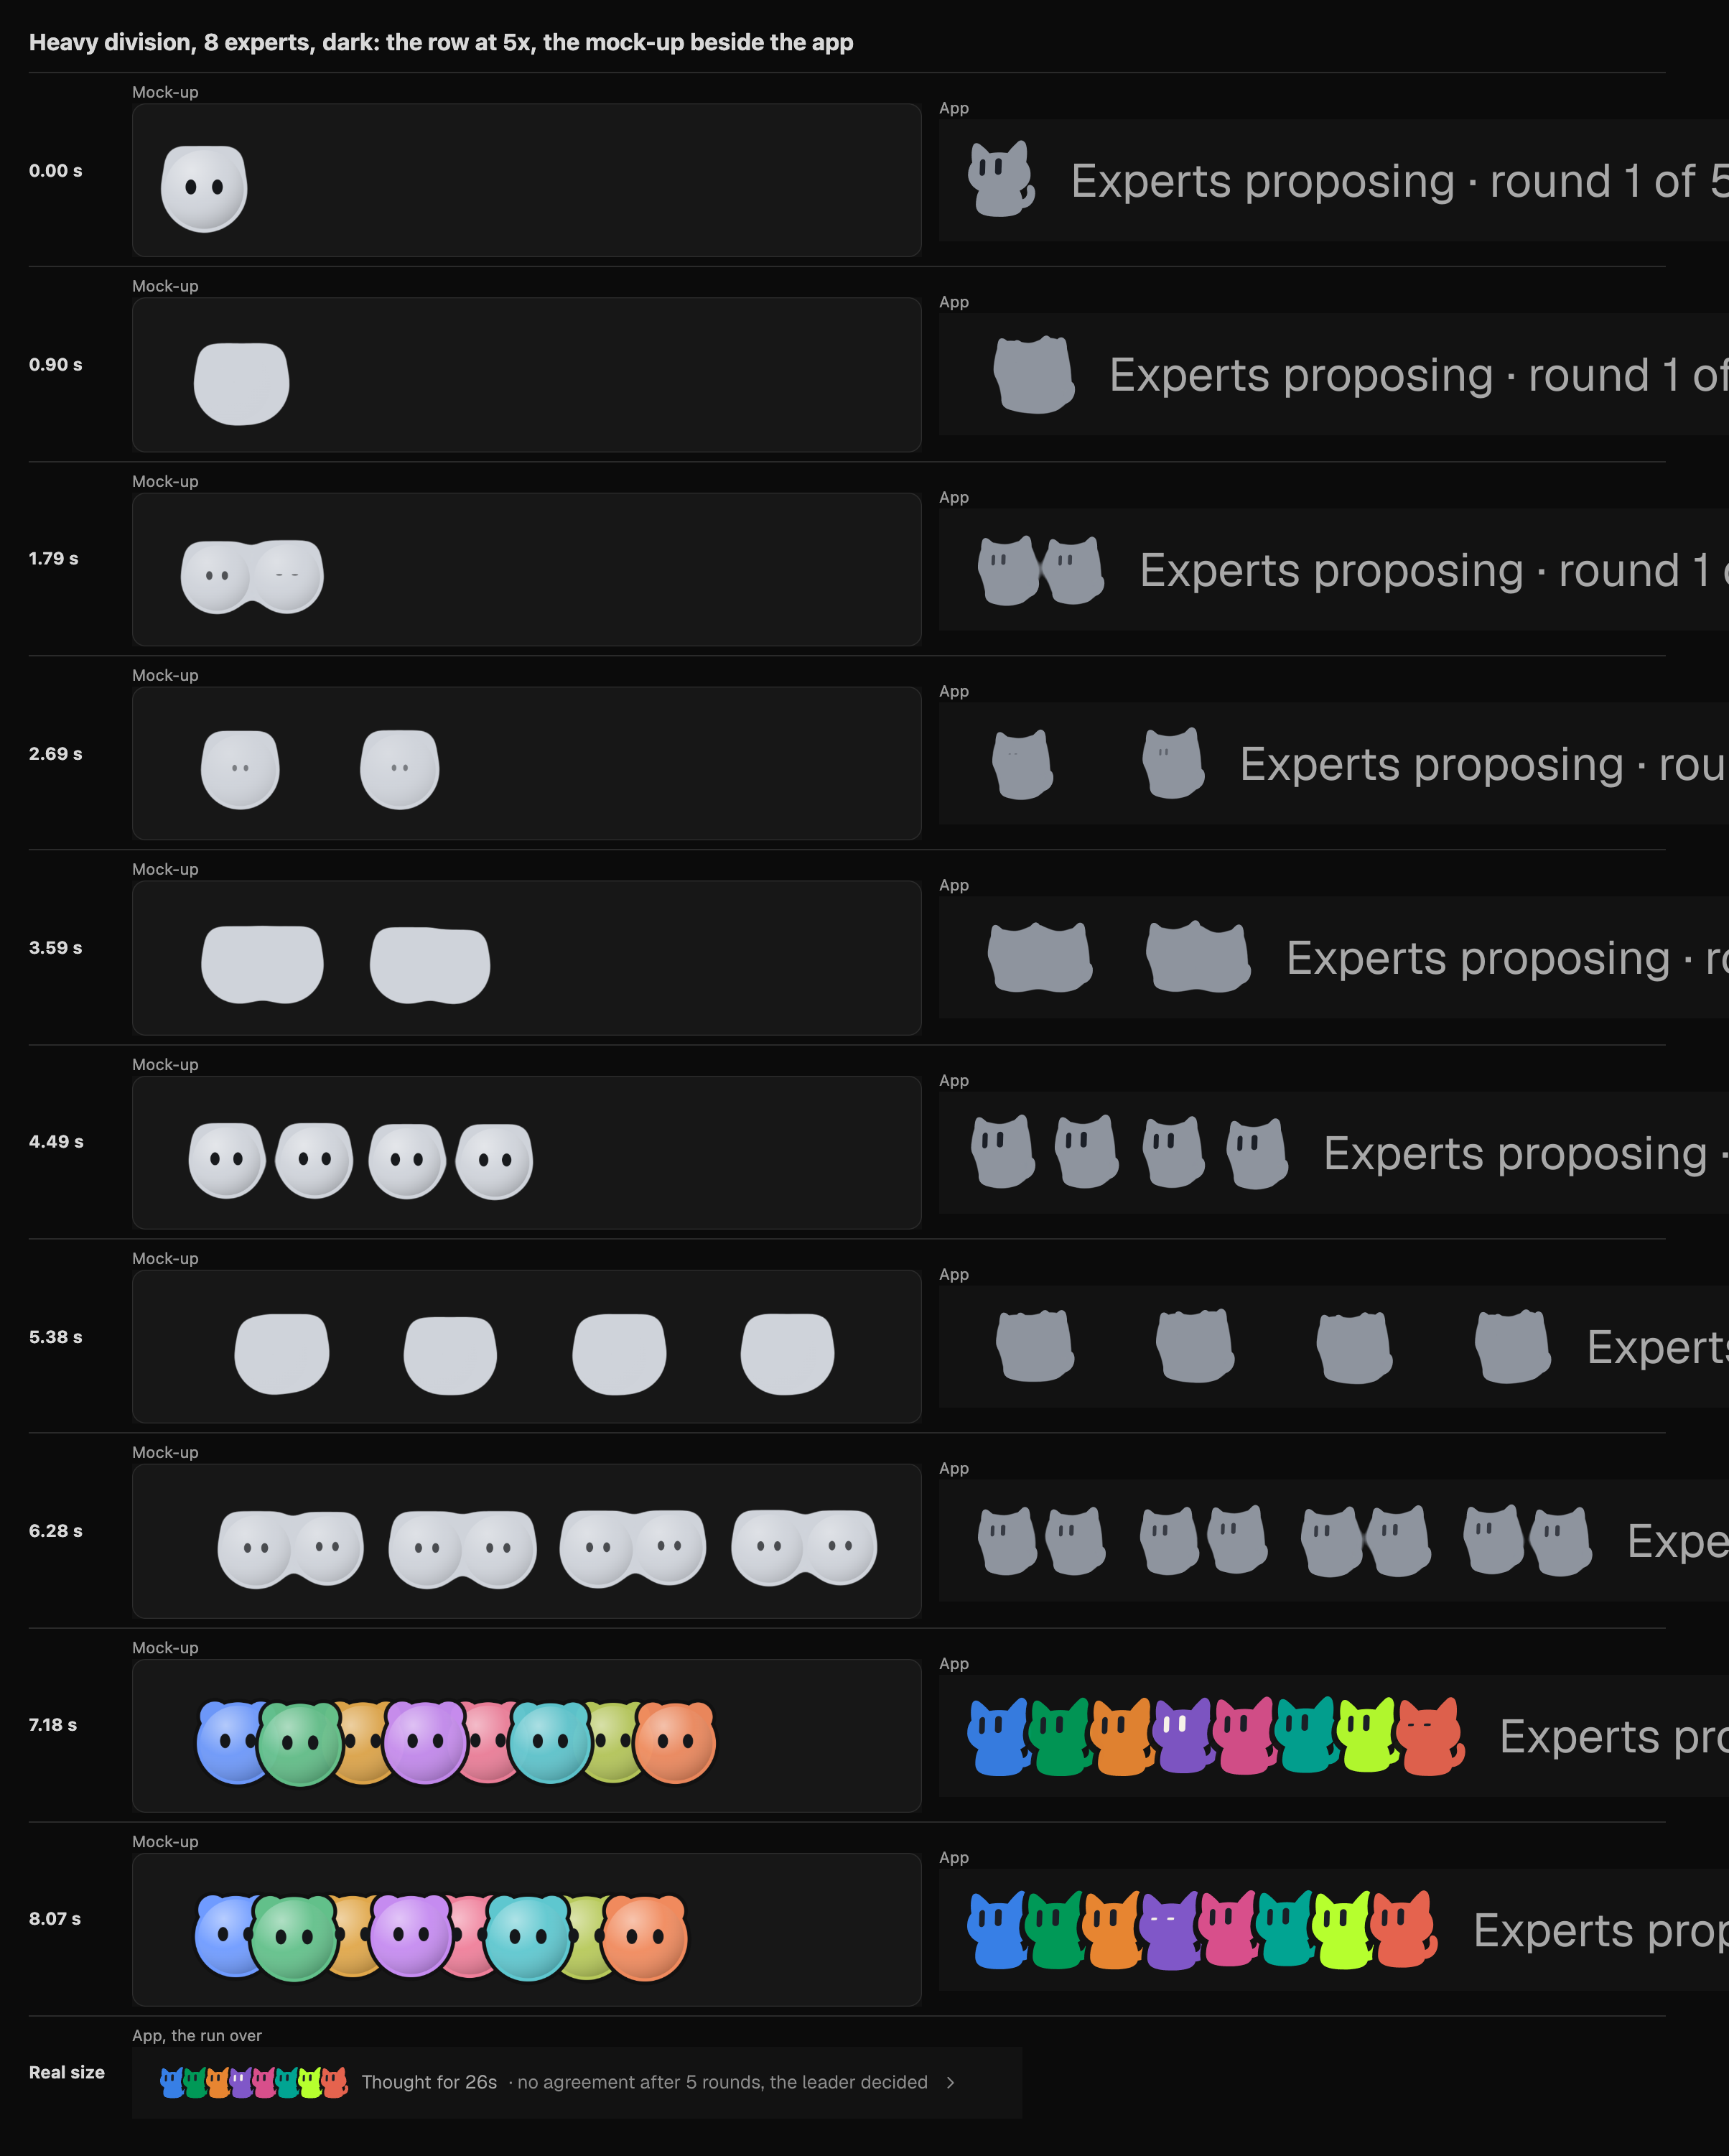 Heavy division, 8 experts, dark: the row at 5x, the mock-up beside the app
Mock-up
App
0.00 s
Experts proposing · round 1 of 5
Mock-up
App
0.90 s
Experts proposing · round 1 of
Mock-up
App
1.79 s
Experts proposing · round 1
Mock-up
App
2.69 s
Experts proposing · rou
Mock-up
App
3.59 s
Experts proposing · ro
Mock-up
App
4.49 s
Experts proposing ·
Mock-up
App
5.38 s
Experts
Mock-up
App
6.28 s
Expe
Mock-up
App
7.18 s
Experts pro
Mock-up
App
8.07 s
Experts prop
App, the run over
Real size
Thought for 26s · no agreement after 5 rounds, the leader decided